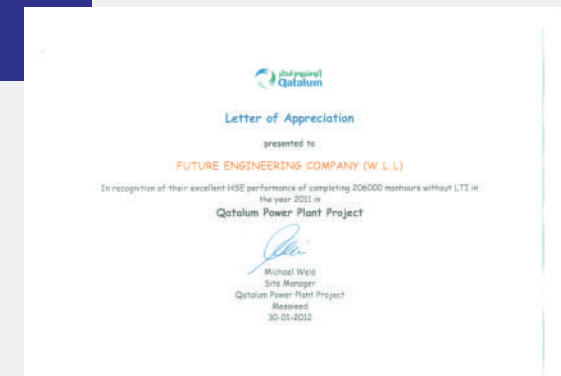 ألومنيوم قطر
Qatalum
Letter of Appreciation
presented to
FUTURE ENGINEERING COMPANY (W.L.L)
In recognition of their excellent HSE performance of completing 206000 manhours without LTI in
the year 2011 in
Qatalum Power Plant Project
Michael Weis
Site Manager
Qatalum Power Plant Project
Mesaieed
30-01-2012